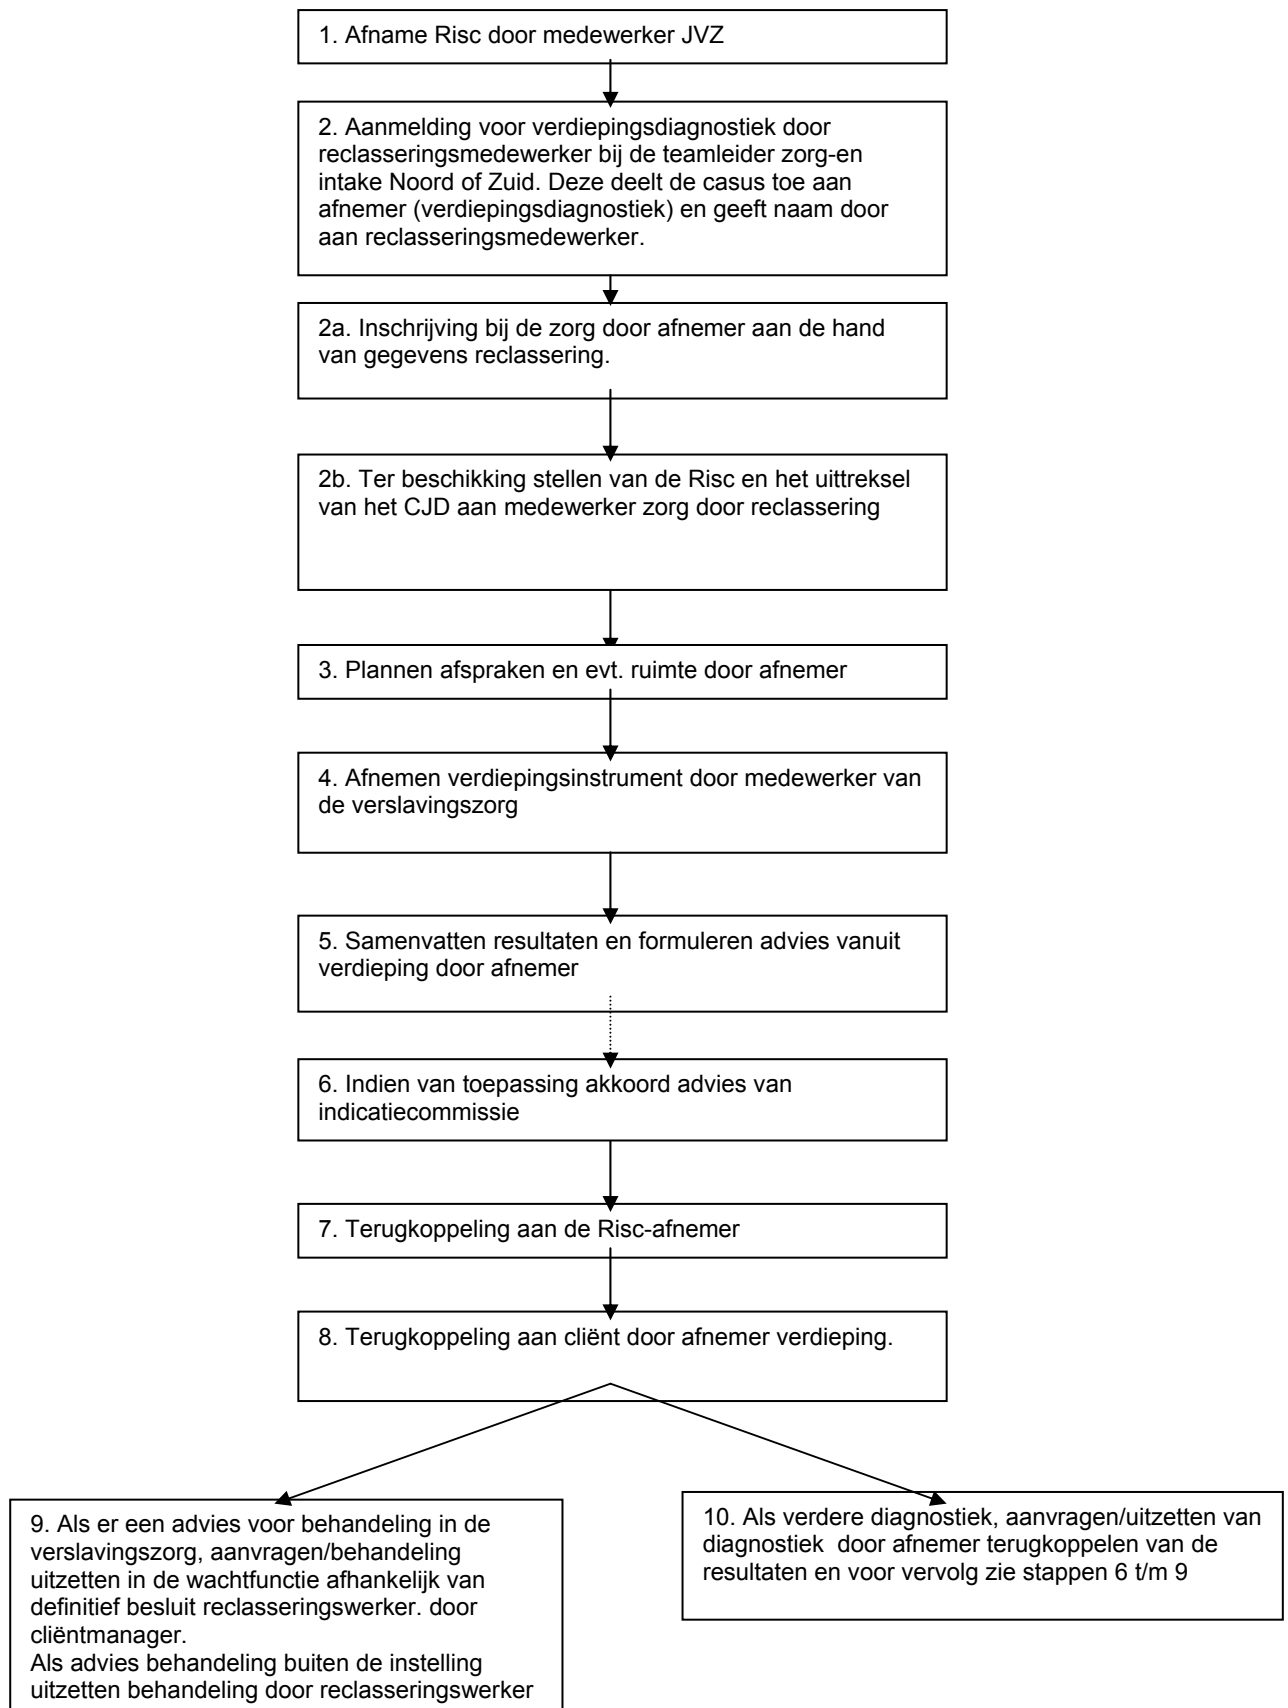 1. Afname Risc door medewerker JVZ
2. Aanmelding voor verdiepingsdiagnostiek door
reclasseringsmedewerker bij de teamleider zorg-en
intake Noord of Zuid. Deze deelt de casus toe aan
afnemer (verdiepingsdiagnostiek) en geeft naam door
aan reclasseringsmedewerker.
2a. Inschrijving bij de zorg door afnemer aan de hand
van gegevens reclassering.
2b. Ter beschikking stellen van de Risc en het uittreksel
van het CJD aan medewerker zorg door reclassering
3. Plannen afspraken en evt. ruimte door afnemer
4. Afnemen verdiepingsinstrument door medewerker van
de verslavingszorg
5. Samenvatten resultaten en formuleren advies vanuit
verdieping door afnemer
6. Indien van toepassing akkoord advies van
indicatiecommissie
7. Terugkoppeling aan de Risc-afnemer
8. Terugkoppeling aan cliënt door afnemer verdieping.
9. Als er een advies voor behandeling in de
verslavingszorg, aanvragen/behandeling
uitzetten in de wachtfunctie afhankelijk van
definitief besluit reclasseringswerker. door
cliëntmanager.
Als advies behandeling buiten de instelling
uitzetten behandeling door reclasseringswerker
10. Als verdere diagnostiek, aanvragen/uitzetten van
diagnostiek  door afnemer terugkoppelen van de
resultaten en voor vervolg zie stappen 6 t/m 9